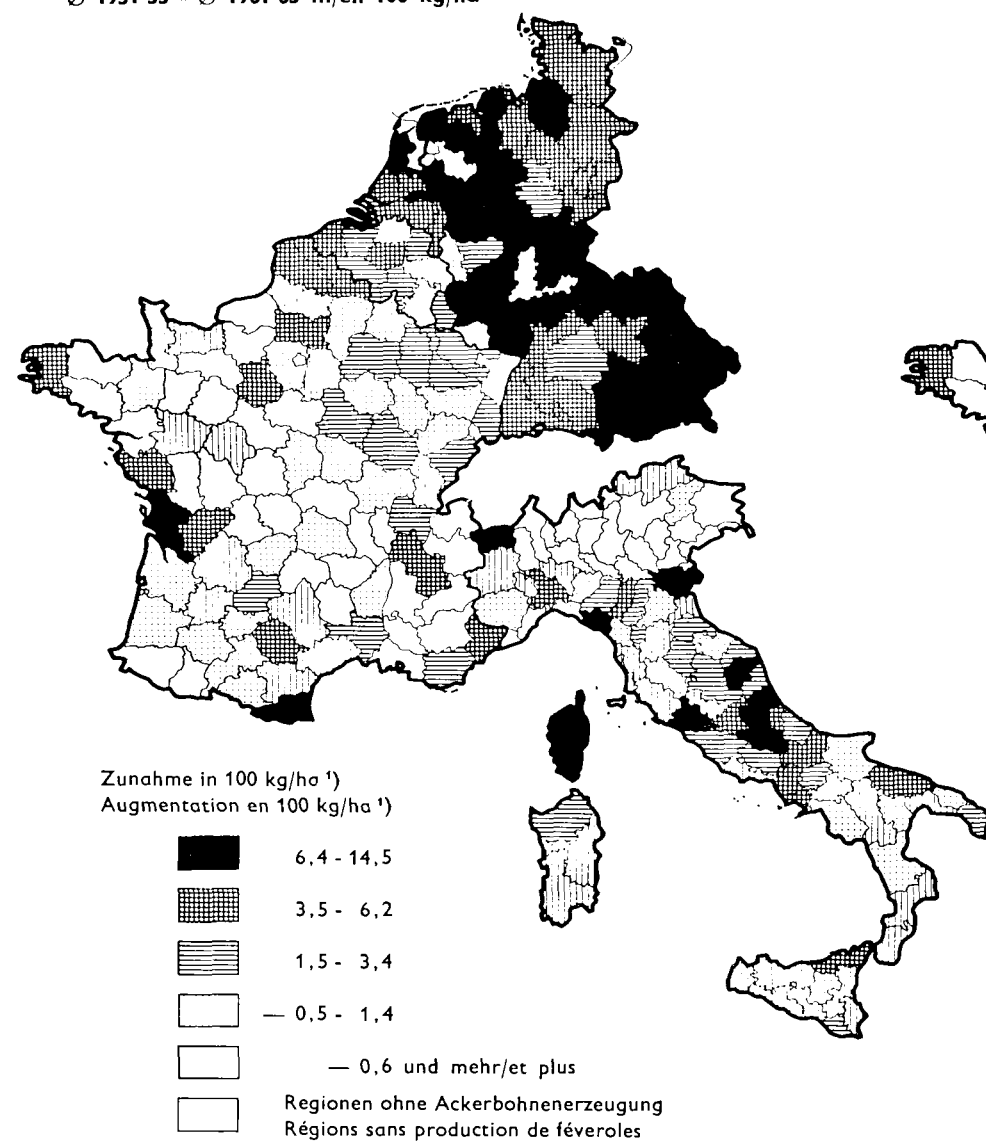 Zunahme in 100 kg/ha ¹)
Augmentation en 100 kg/ha ¹)
6,4 - 14,5
3,5 - 6,2
1,5 - 3,4
— 0,5 - 1,4
— 0,6 und mehr/et plus
Regionen ohne Ackerbohnenerzeugung
Régions sans production de féveroles